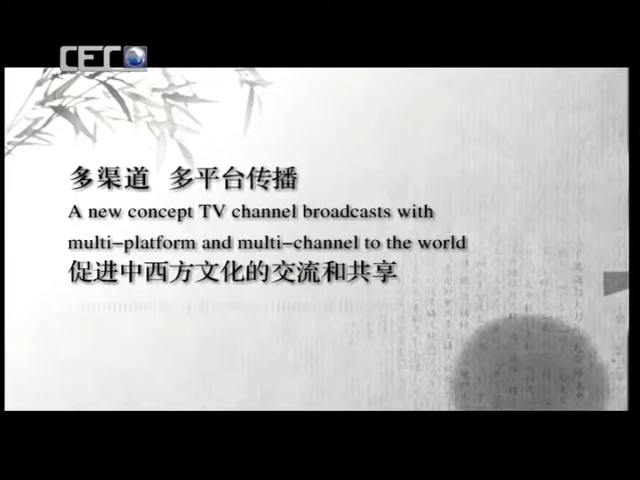 CETC
多渠道 多平台传播
A new concept TV channel broadcasts with
multi-platform and multi-channel to the world
促进中西方文化的交流和共享